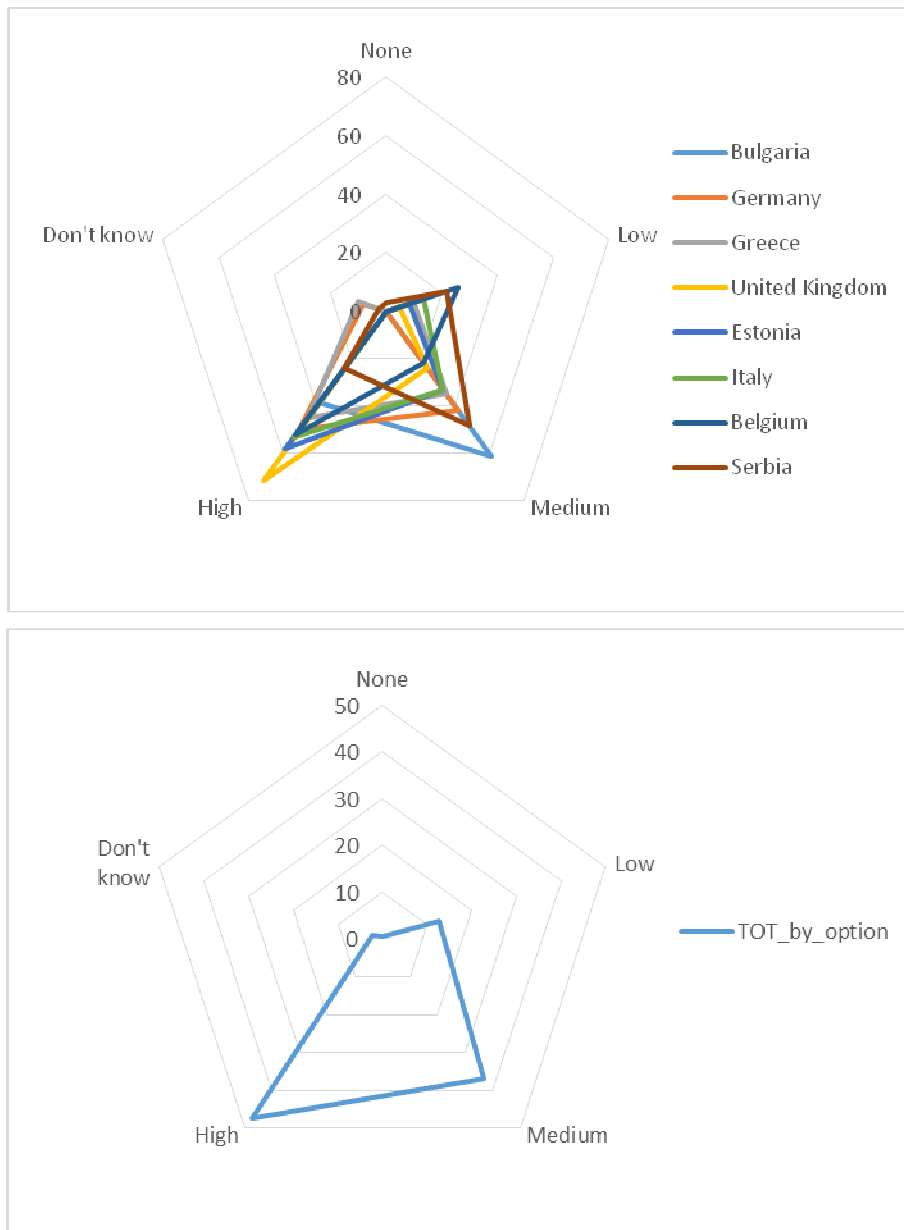 None
80
60
40
20
0
Don't know
Low
High
Medium
Bulgaria
Germany
Greece
United Kingdom
Estonia
Italy
Belgium
Serbia
None
50
40
30
20
10
0
Don't
know
Low
High
Medium
TOT_by_option